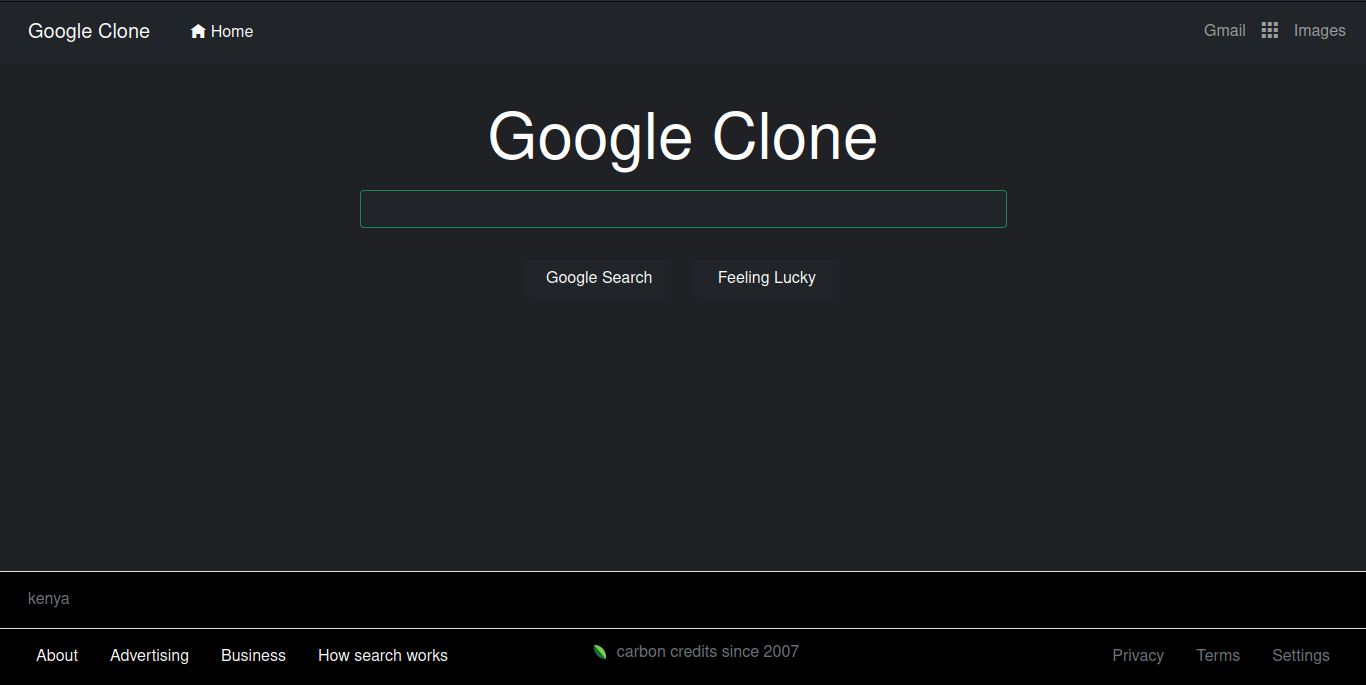 Google Clone Home Gmail Images
Google Clone
Google Search Feeling Lucky
kenya
About Advertising Business How search works carbon credits since 2007 Privacy Terms Settings